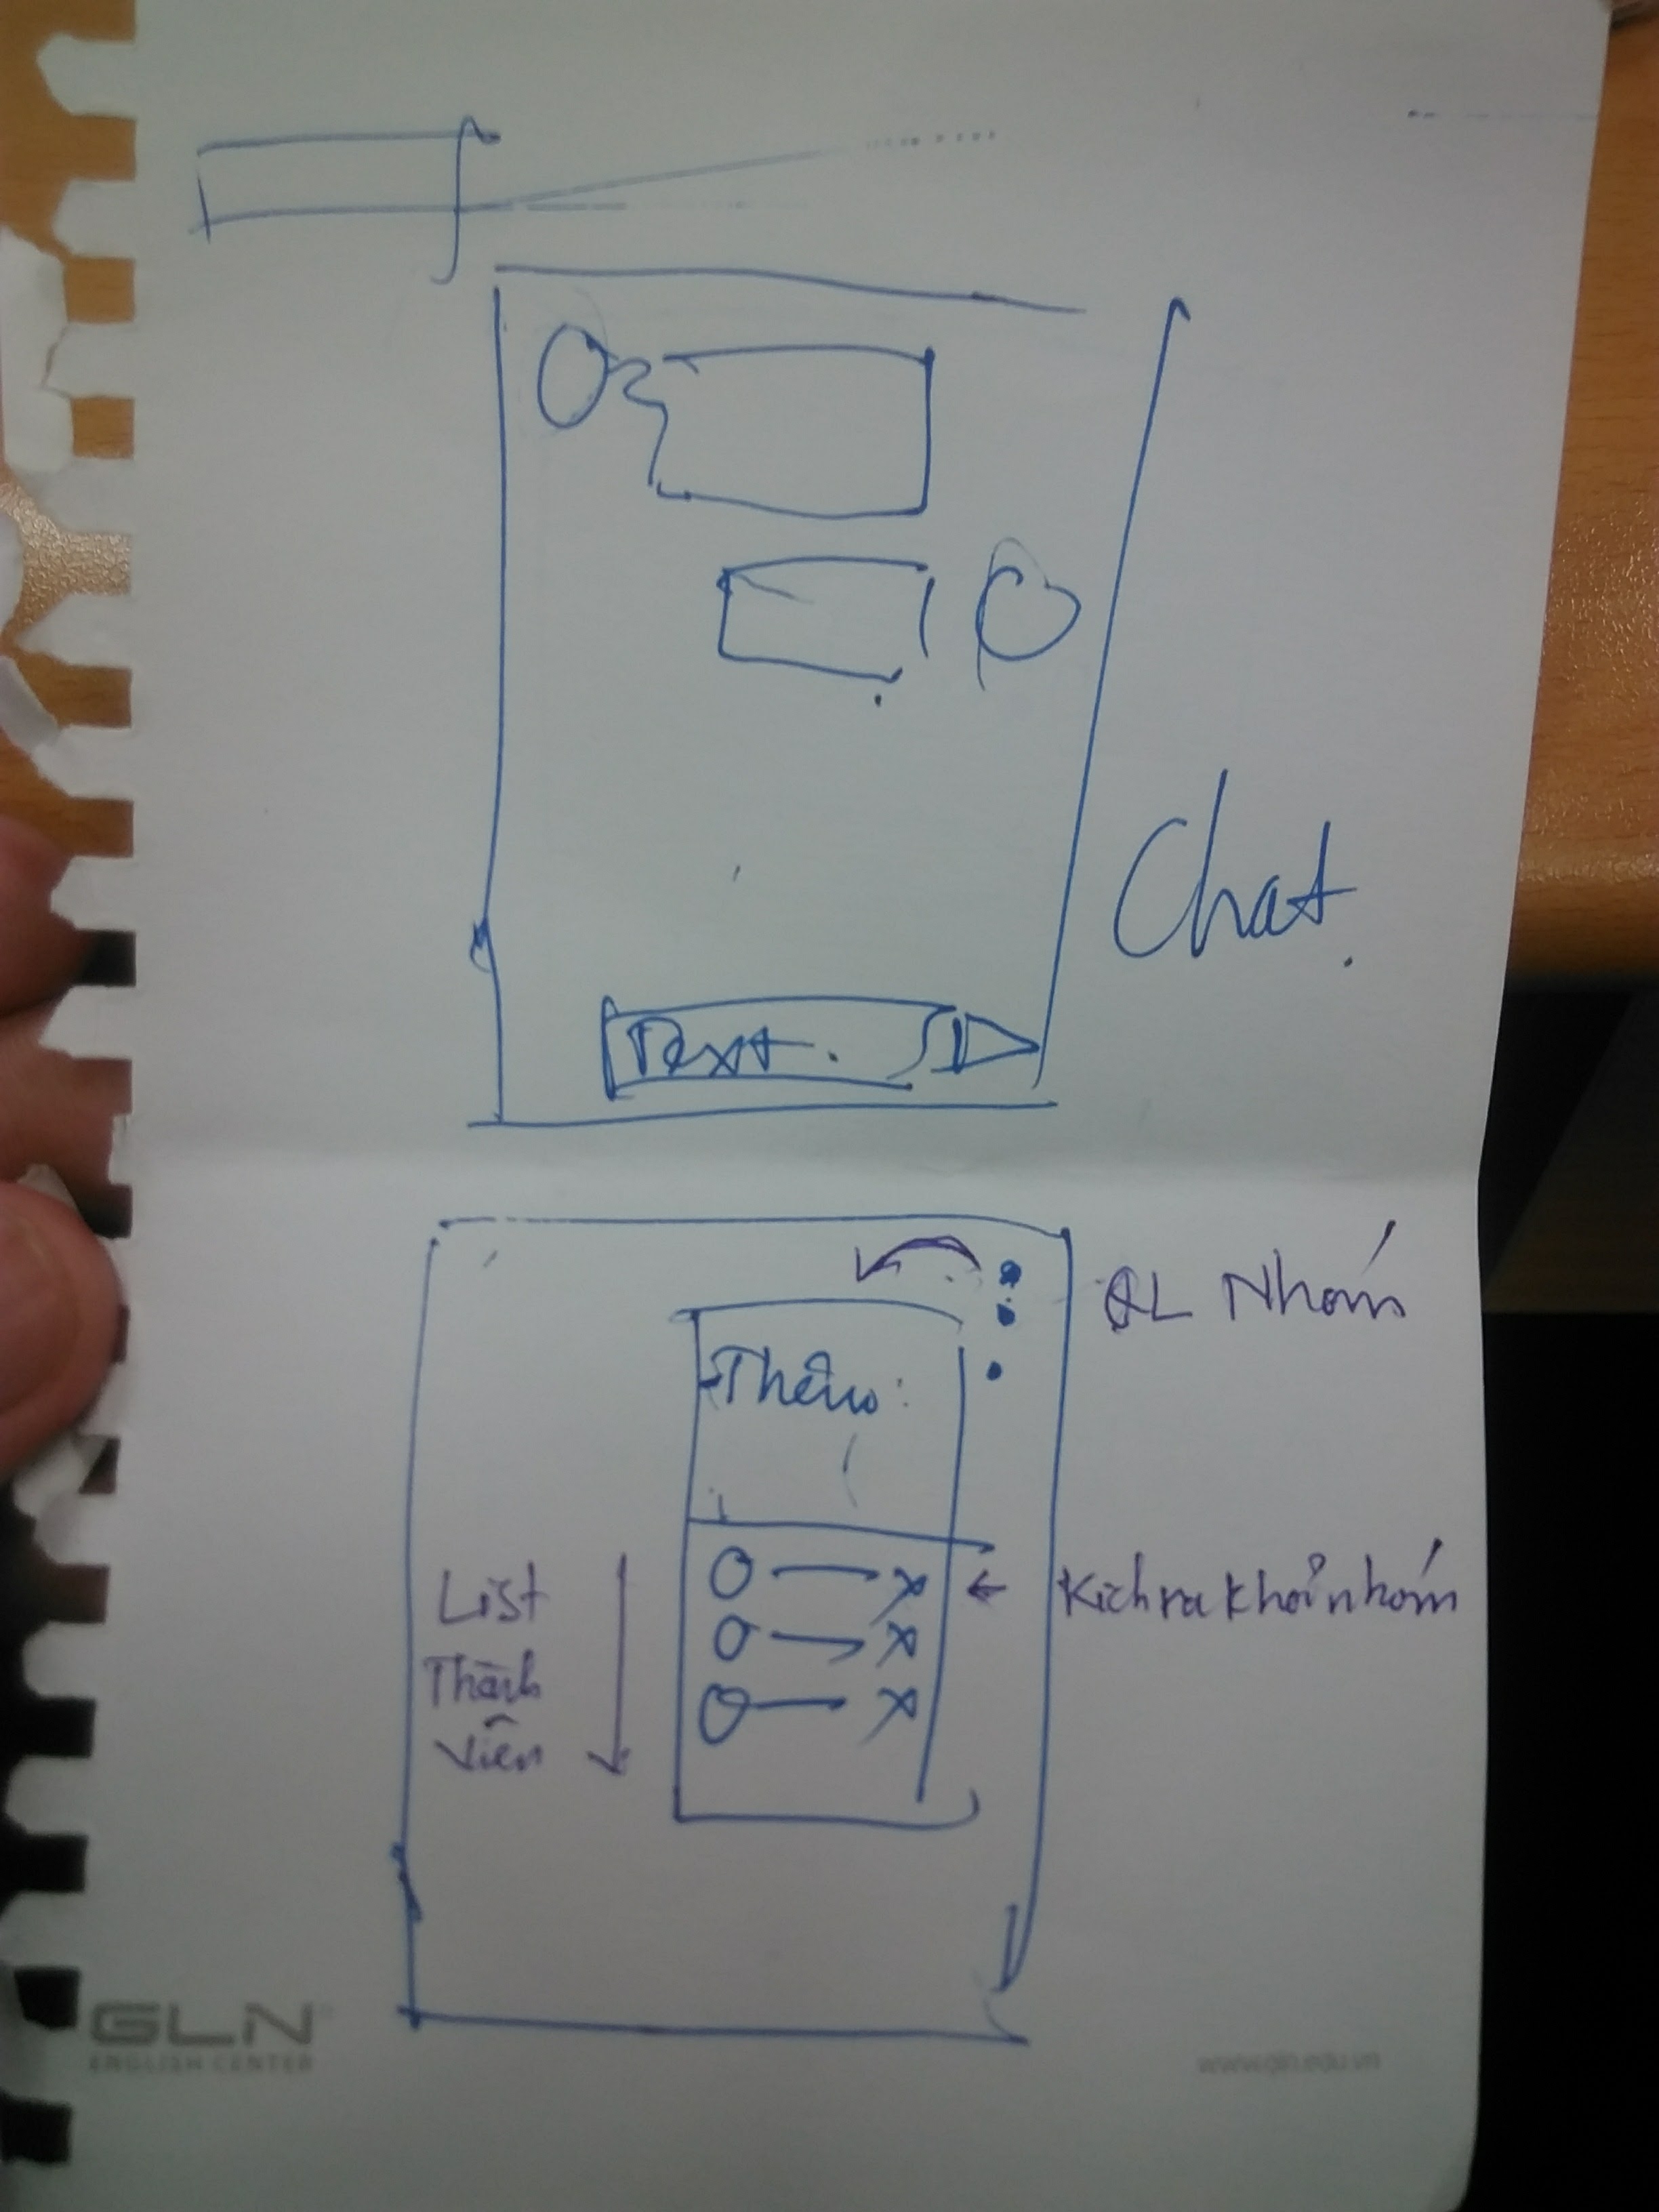 Chat.
Text.
QL Nhóm
Thêm:
List
Thành
viên
Kích ra khỏi nhóm
GLN
ENGLISH CENTER
www.gln.edu.vn